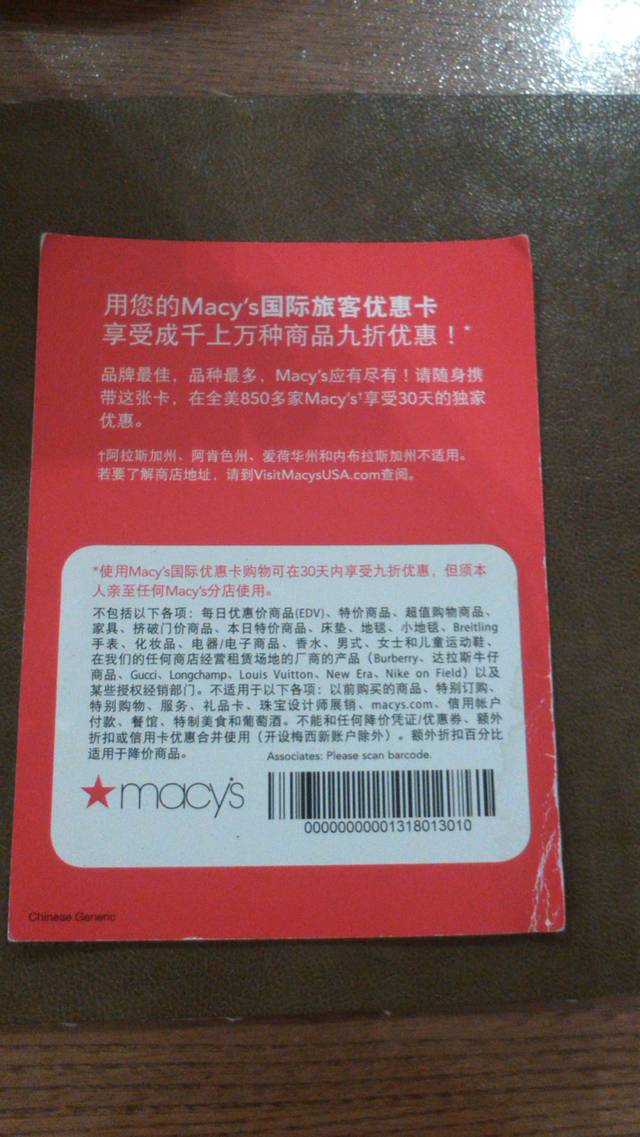 用您的Macy's国际旅客优惠卡
享受成千上万种商品九折优惠！*
品牌最佳，品种最多，Macy's应有尽有！请随身携
带这张卡，在全美850多家Macy's†享受30天的独家
优惠。
†阿拉斯加州、阿肯色州、爱荷华州和内布拉斯加州不适用。
若要了解商店地址，请到VisitMacysUSA.com查阅。
*使用Macy's国际优惠卡购物可在30天内享受九折优惠，但须本
人亲至任何Macy's分店使用。
不包括以下各项：每日优惠价商品(EDV)、特价商品、超值购物商品、
家具、挤破门价商品、本日特价商品、床垫、地毯、小地毯、Breitling
手表、化妆品、电器/电子商品、香水、男式、女士和儿童运动鞋、
在我们的任何商店经营租赁场地的厂商的产品（Burberry、达拉斯牛仔
商品、Gucci、Longchamp、Louis Vuitton、New Era、Nike on Field）以及
某些授权经销部门。不适用于以下各项：以前购买的商品、特别订购、
特别购物、服务、礼品卡、珠宝设计师展销、macys.com、信用帐户
付款、餐馆、特制美食和葡萄酒。不能和任何降价凭证/优惠券、额外
折扣或信用卡优惠合并使用（开设梅西新账户除外）。额外折扣百分比
适用于降价商品。
Associates: Please scan barcode.
macy's
00000000001318013010
Chinese Generic